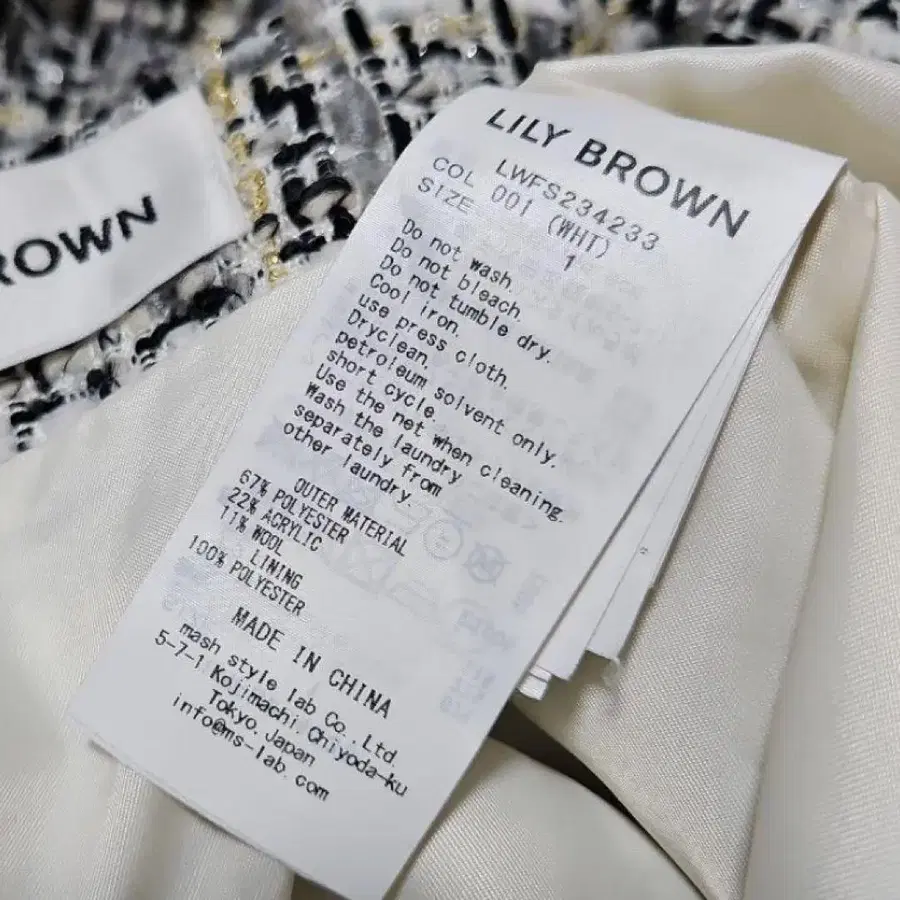 ROWN
LILY BROWN
LWFS234233
COL 001 (WHT)
SIZE 1
Do not wash.
Do not bleach.
Do not tumble dry.
Cool iron.
use press cloth.
Dryclean.
petroleum solvent only.
short cycle.
Use the net when cleaning.
Wash the laundry
separately from
other laundry.
OUTER MATERIAL
67% POLYESTER
22% ACRYLIC
11% WOOL
LINING
100% POLYESTER
MADE IN CHINA
mash style lab Co., Ltd.
5-7-1 Kojimachi, Chiyoda-ku
Tokyo, Japan
info@ms-lab.com